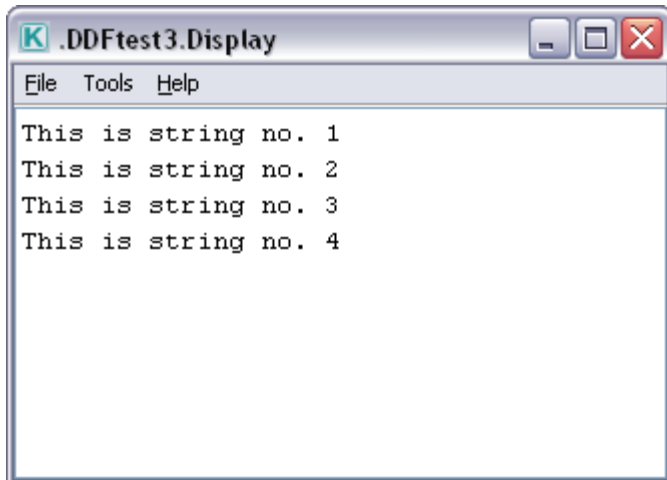 K .DDFtest3.Display
File Tools Help
This is string no. 1
This is string no. 2
This is string no. 3
This is string no. 4